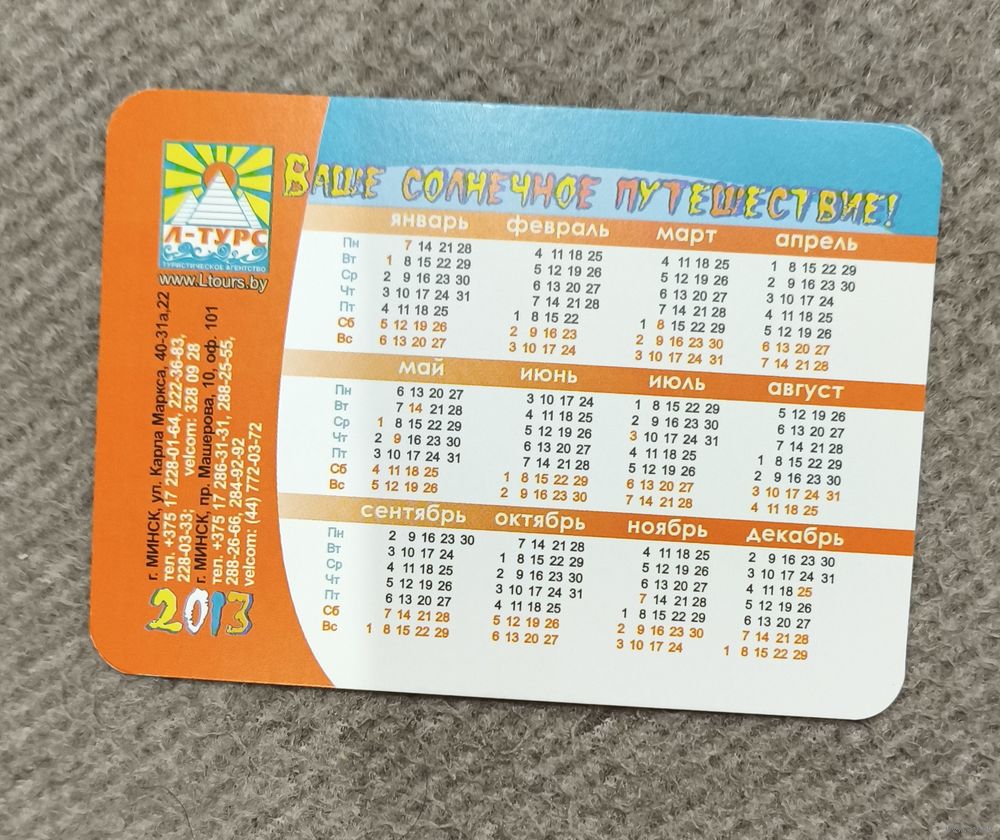 ВАШЕ СОЛНЕЧНОЕ ПУТЕШЕСТВИЕ!
Л-ТУРС
ТУРИСТИЧЕСКОЕ АГЕНТСТВО
www.Ltours.by
г. МИНСК, ул. Карла Маркса, 40-31а,22
тел. +375 17 228-01-64, 222-36-83,
228-03-33; velcom: 328 09 28
г. МИНСК, пр. Машерова, 10, оф. 101
тел. +375 17 286-31-31, 288-25-55,
288-26-66, 284-92-92
velcom: (44) 7772-03-72
2013
январь февраль март апрель
Пн 7 14 21 28 4 11 18 25 4 11 18 25 1 8 15 22 29
Вт 1 8 15 22 29 5 12 19 26 5 12 19 26 2 9 16 23 30
Ср 2 9 16 23 30 6 13 20 27 6 13 20 27 3 10 17 24
Чт 3 10 17 24 31 7 14 21 28 7 14 21 28 4 11 18 25
Пт 4 11 18 25 1 8 15 22 1 8 15 22 29 5 12 19 26
Сб 5 12 19 26 2 9 16 23 2 9 16 23 30 6 13 20 27
Вс 6 13 20 27 3 10 17 24 3 10 17 24 31 7 14 21 28
май июнь июль август
Пн 6 13 20 27 3 10 17 24 1 8 15 22 29 5 12 19 26
Вт 7 14 21 28 4 11 18 25 2 9 16 23 30 6 13 20 27
Ср 1 8 15 22 29 5 12 19 26 3 10 17 24 31 7 14 21 28
Чт 2 9 16 23 30 6 13 20 27 4 11 18 25 1 8 15 22 29
Пт 3 10 17 24 31 7 14 21 28 5 12 19 26 2 9 16 23 30
Сб 4 11 18 25 1 8 15 22 29 6 13 20 27 3 10 17 24 31
Вс 5 12 19 26 2 9 16 23 30 7 14 21 28 4 11 18 25
сентябрь октябрь ноябрь декабрь
Пн 2 9 16 23 30 7 14 21 28 4 11 18 25 2 9 16 23 30
Вт 3 10 17 24 1 8 15 22 29 5 12 19 26 3 10 17 24 31
Ср 4 11 18 25 2 9 16 23 30 6 13 20 27 4 11 18 25
Чт 5 12 19 26 3 10 17 24 31 7 14 21 28 5 12 19 26
Пт 6 13 20 27 4 11 18 25 1 8 15 22 29 6 13 20 27
Сб 7 14 21 28 5 12 19 26 2 9 16 23 30 7 14 21 28
Вс 1 8 15 22 29 6 13 20 27 3 10 17 24 1 8 15 22 29